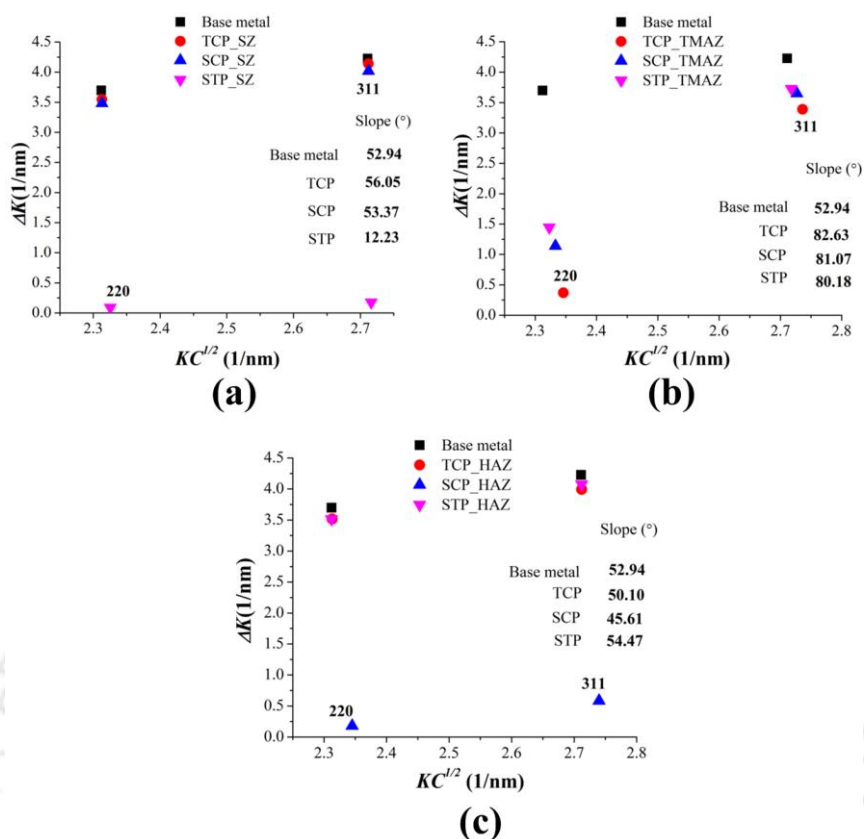 Base metal
TCP_SZ
SCP_SZ
STP_SZ
4.5
4.0
3.5
3.0
2.5
2.0
1.5
1.0
0.5
0.0
ΔK(1/nm)
311
Slope (°)
Base metal 52.94
TCP 56.05
SCP 53.37
STP 12.23
220
2.3 2.4 2.5 2.6 2.7
KC^{1/2} (1/nm)
(a)
Base metal
TCP_TMAZ
SCP_TMAZ
STP_TMAZ
4.5
4.0
3.5
3.0
2.5
2.0
1.5
1.0
0.5
0.0
ΔK(1/nm)
311
Slope (°)
Base metal 52.94
TCP 82.63
SCP 81.07
STP 80.18
220
2.3 2.4 2.5 2.6 2.7 2.8
KC^{1/2} (1/nm)
(b)
Base metal
TCP_HAZ
SCP_HAZ
STP_HAZ
4.5
4.0
3.5
3.0
2.5
2.0
1.5
1.0
0.5
0.0
ΔK(1/nm)
Slope (°)
Base metal 52.94
TCP 50.10
SCP 45.61
STP 54.47
220
311
2.3 2.4 2.5 2.6 2.7 2.8
KC^{1/2} (1/nm)
(c)